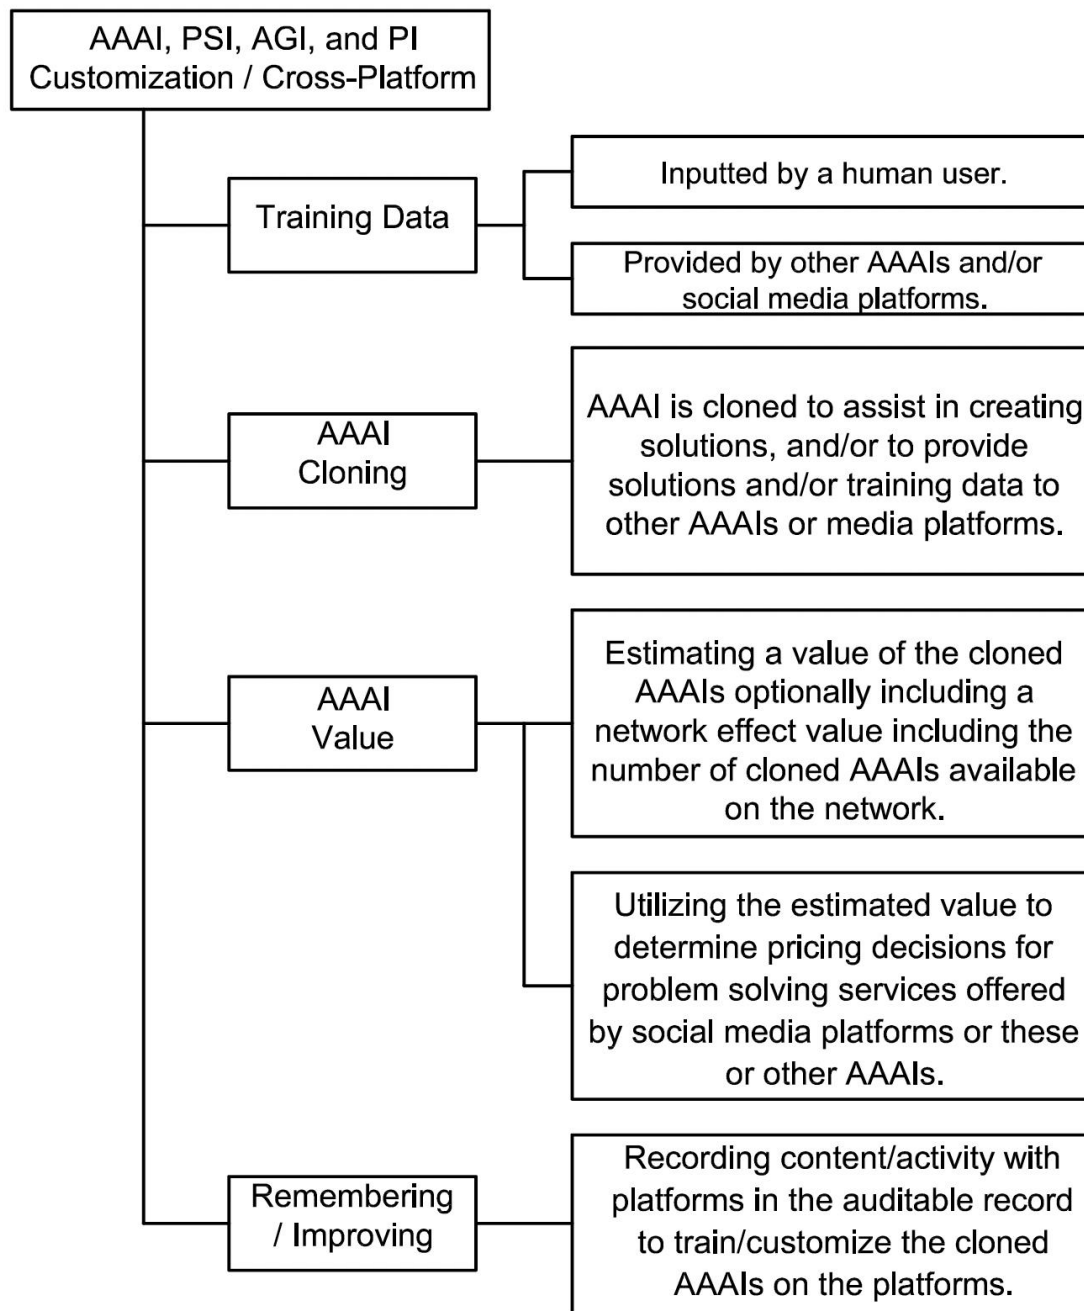 AAAI, PSI, AGI, and PI
Customization / Cross-Platform
Training Data
Inputted by a human user.
Provided by other AAAIs and/or
social media platforms.
AAAI
Cloning
AAAI is cloned to assist in creating
solutions, and/or to provide
solutions and/or training data to
other AAAIs or media platforms.
AAAI
Value
Estimating a value of the cloned
AAAIs optionally including a
network effect value including the
number of cloned AAAIs available
on the network.
Utilizing the estimated value to
determine pricing decisions for
problem solving services offered
by social media platforms or these
or other AAAIs.
Remembering
/ Improving
Recording content/activity with
platforms in the auditable record
to train/customize the cloned
AAAIs on the platforms.